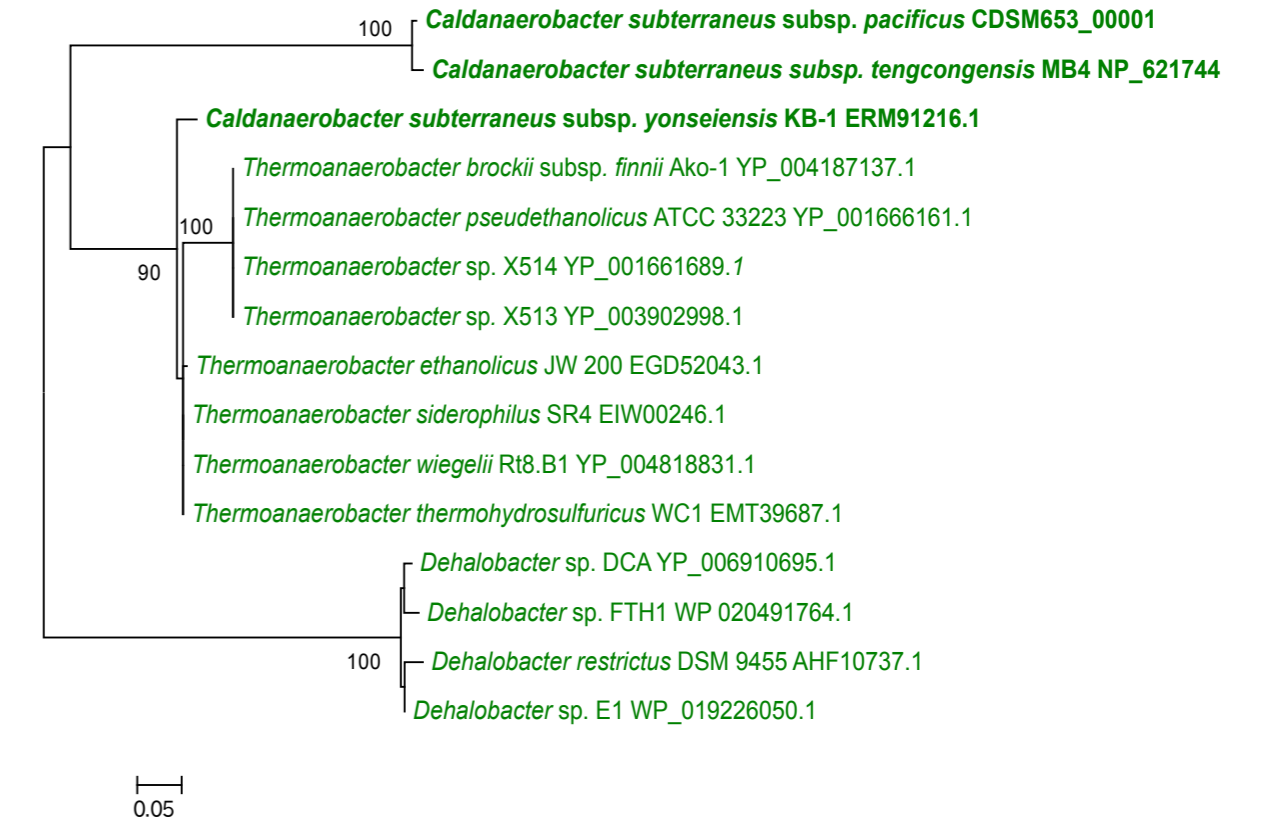 100
Caldanaerobacter subterraneus subsp. pacificus CDSM653_00001
Caldanaerobacter subterraneus subsp. tengcongensis MB4 NP_621744
Caldanaerobacter subterraneus subsp. yonseiensis KB-1 ERM91216.1
Thermoanaerobacter brockii subsp. finnii Ako-1 YP_004187137.1
100
Thermoanaerobacter pseudethanolicus ATCC 33223 YP_001666161.1
90
Thermoanaerobacter sp. X514 YP_001661689.1
Thermoanaerobacter sp. X513 YP_003902998.1
Thermoanaerobacter ethanolicus JW 200 EGD52043.1
Thermoanaerobacter siderophilus SR4 EIW00246.1
Thermoanaerobacter wiegelii Rt8.B1 YP_004818831.1
Thermoanaerobacter thermohydrosulfuricus WC1 EMT39687.1
Dehalobacter sp. DCA YP_006910695.1
Dehalobacter sp. FTH1 WP 020491764.1
100
Dehalobacter restrictus DSM 9455 AHF10737.1
Dehalobacter sp. E1 WP_019226050.1
0.05